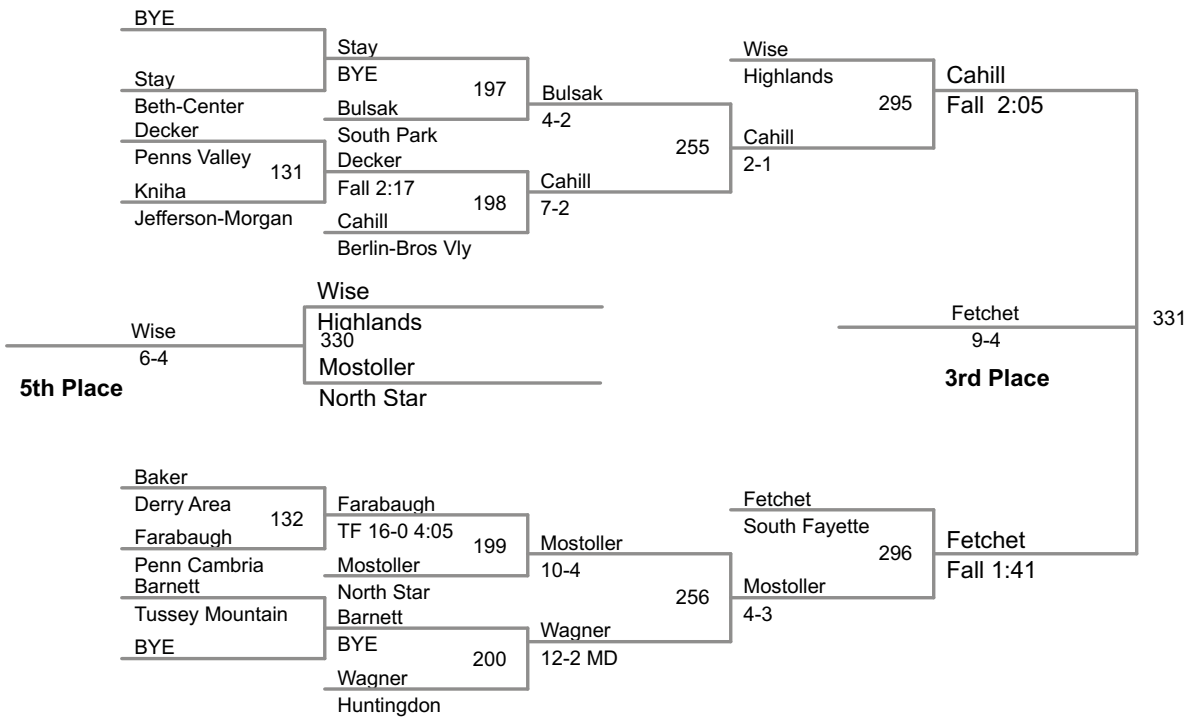 BYE
Stay
Beth-Center
Decker
Penns Valley
131
Kniha
Jefferson-Morgan
Stay
BYE
197
Bulsak
South Park
Decker
Fall 2:17
198
Cahill
Berlin-Bros Vly
Bulsak
4-2
255
Cahill
7-2
Wise
Highlands
295
Cahill
2-1
Cahill
Fall 2:05
Wise
6-4
5th Place
Wise
Highlands
330
Mostoller
North Star
Fetchet
9-4
3rd Place
331
Baker
Derry Area
132
Farabaugh
Penn Cambria
Barnett
Tussey Mountain
BYE
Farabaugh
TF 16-0 4:05
199
Mostoller
North Star
Barnett
BYE
200
Wagner
Huntingdon
Mostoller
10-4
256
Wagner
12-2 MD
Fetchet
South Fayette
296
Mostoller
4-3
Fetchet
Fall 1:41